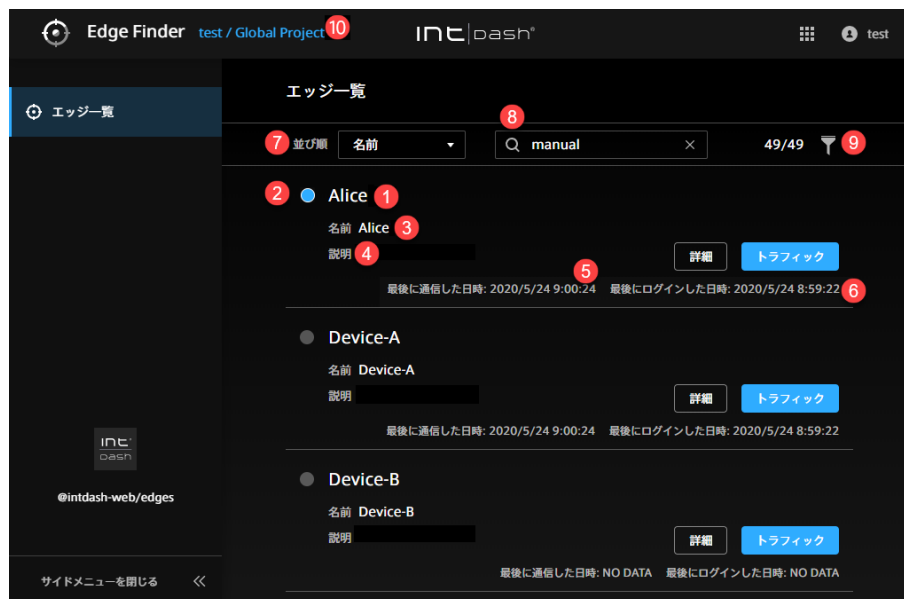 Edge Finder test / Global Project 10 INTDASH test
エッジ一覧
エッジ一覧
8
7 並び順 名前 manual 49/49 9
2 Alice 1
名前 Alice 3
説明 4 詳細 トラフィック
5
最後に通信した日時: 2020/5/24 9:00:24 最後にログインした日時: 2020/5/24 8:59:22 6
Device-A
名前 Device-A
説明 詳細 トラフィック
最後に通信した日時: 2020/5/24 9:00:24 最後にログインした日時: 2020/5/24 8:59:22
INTDASH
@intdash-web/edges
Device-B
名前 Device-B
説明 詳細 トラフィック
最後に通信した日時: NO DATA 最後にログインした日時: NO DATA
サイドメニューを閉じる